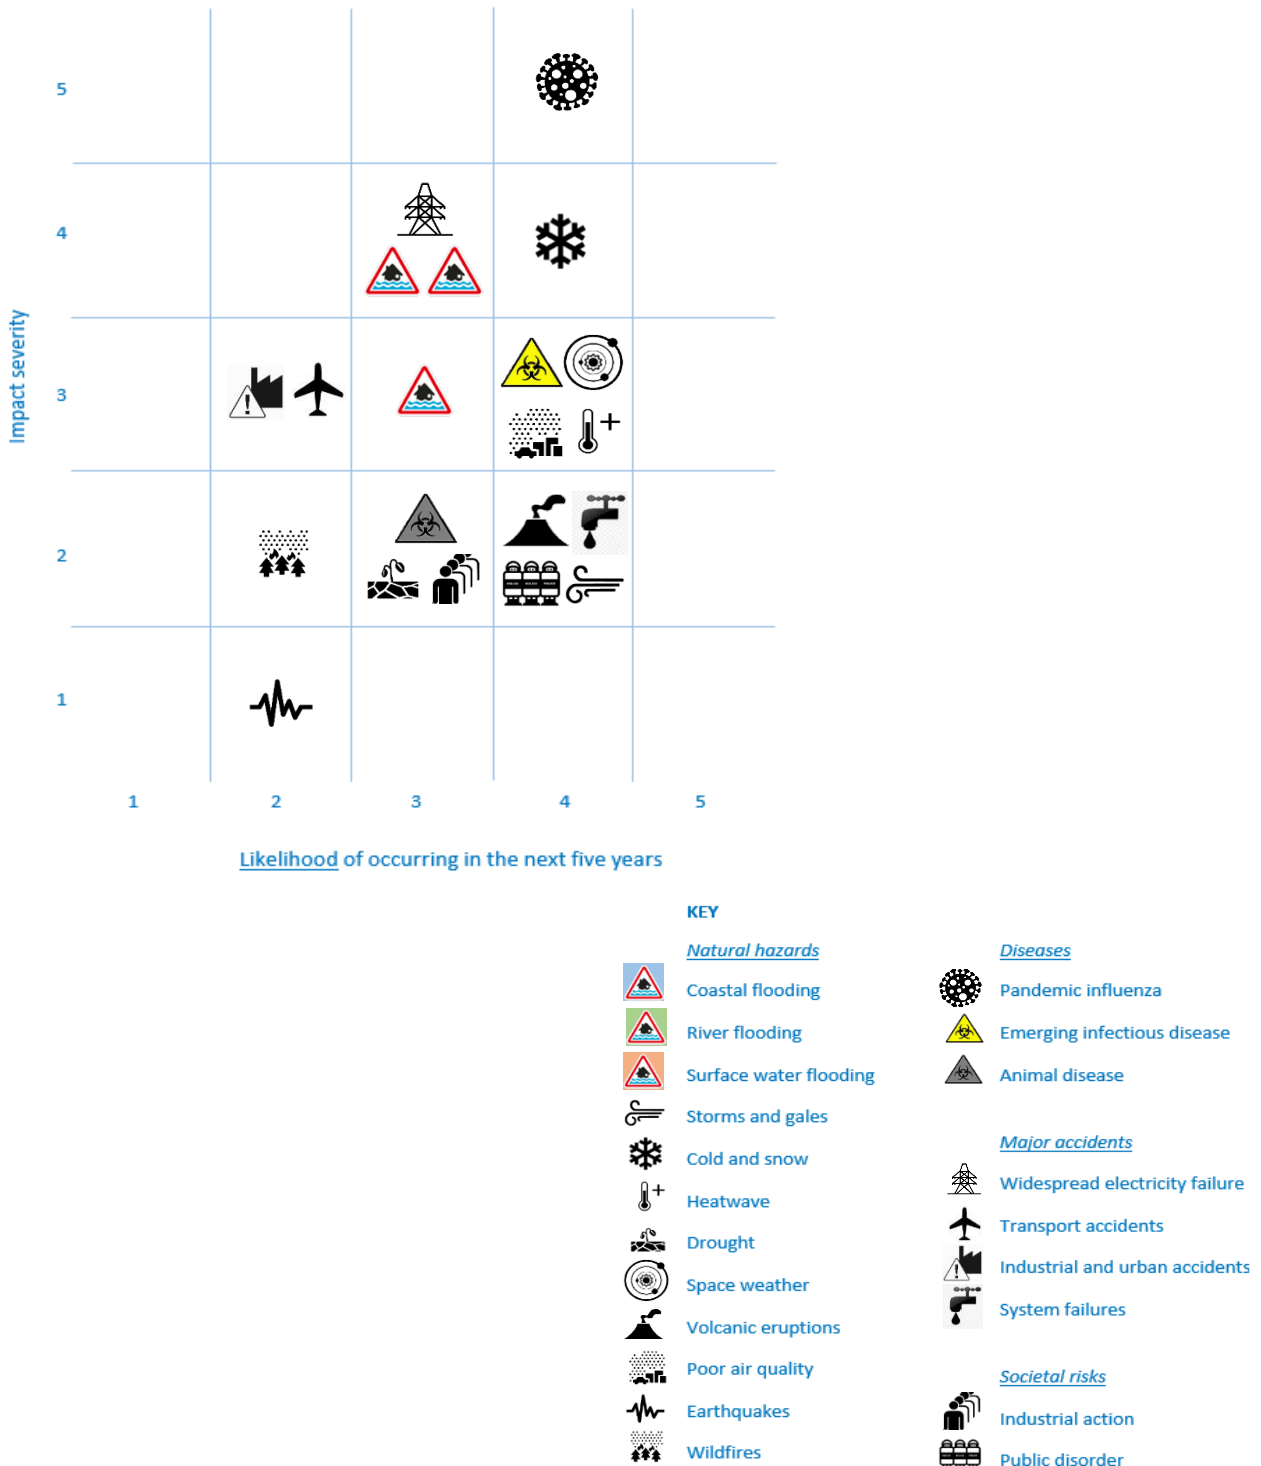 5
4
Impact severity
3
2
1
1 2 3 4 5
Likelihood of occurring in the next five years
KEY
Natural hazards
Coastal flooding
River flooding
Surface water flooding
Storms and gales
Cold and snow
Heatwave
Drought
Space weather
Volcanic eruptions
Poor air quality
Earthquakes
Wildfires
Diseases
Pandemic influenza
Emerging infectious disease
Animal disease
Major accidents
Widespread electricity failure
Transport accidents
Industrial and urban accidents
System failures
Societal risks
Industrial action
Public disorder